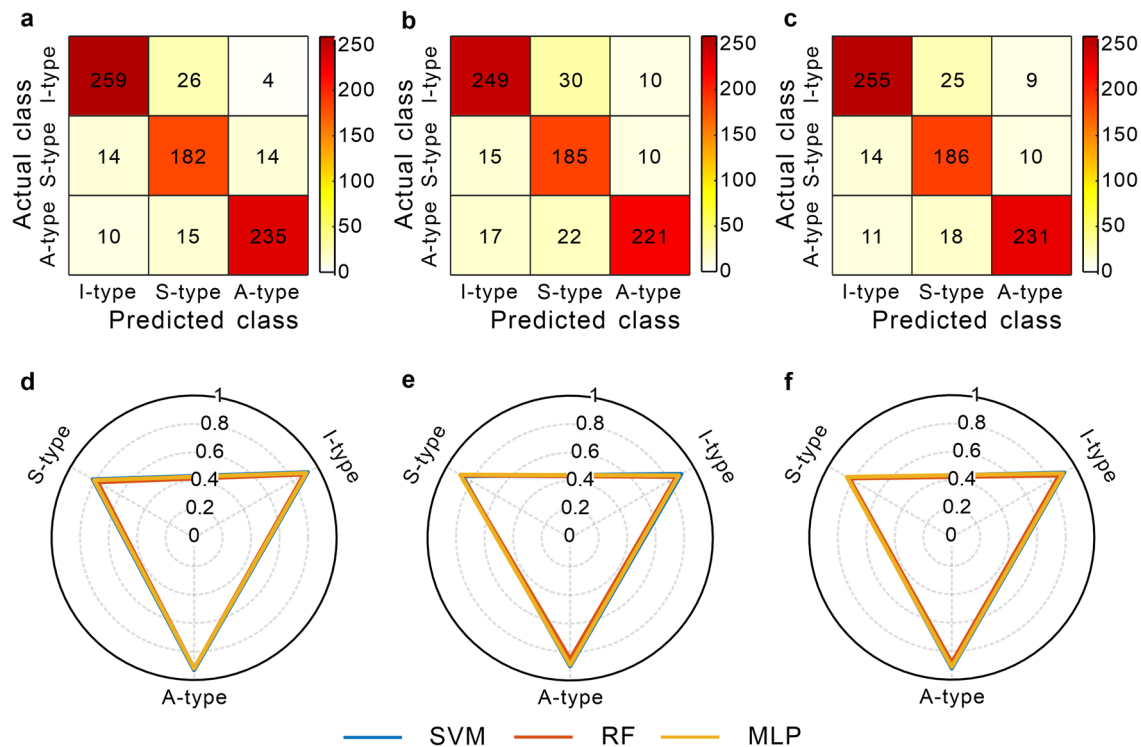 a
Actual class
I-type
S-type
A-type
259 26 4
14 182 14
10 15 235
I-type S-type A-type
Predicted class
250
200
150
100
50
0
b
Actual class
I-type
S-type
A-type
249 30 10
15 185 10
17 22 221
I-type S-type A-type
Predicted class
250
200
150
100
50
0
c
Actual class
I-type
S-type
A-type
255 25 9
14 186 10
11 18 231
I-type S-type A-type
Predicted class
250
200
150
100
50
0
d
1
0.8
0.6
0.4
0.2
0
S-type
I-type
A-type
e
1
0.8
0.6
0.4
0.2
0
S-type
I-type
A-type
f
1
0.8
0.6
0.4
0.2
0
S-type
I-type
A-type
SVM RF MLP